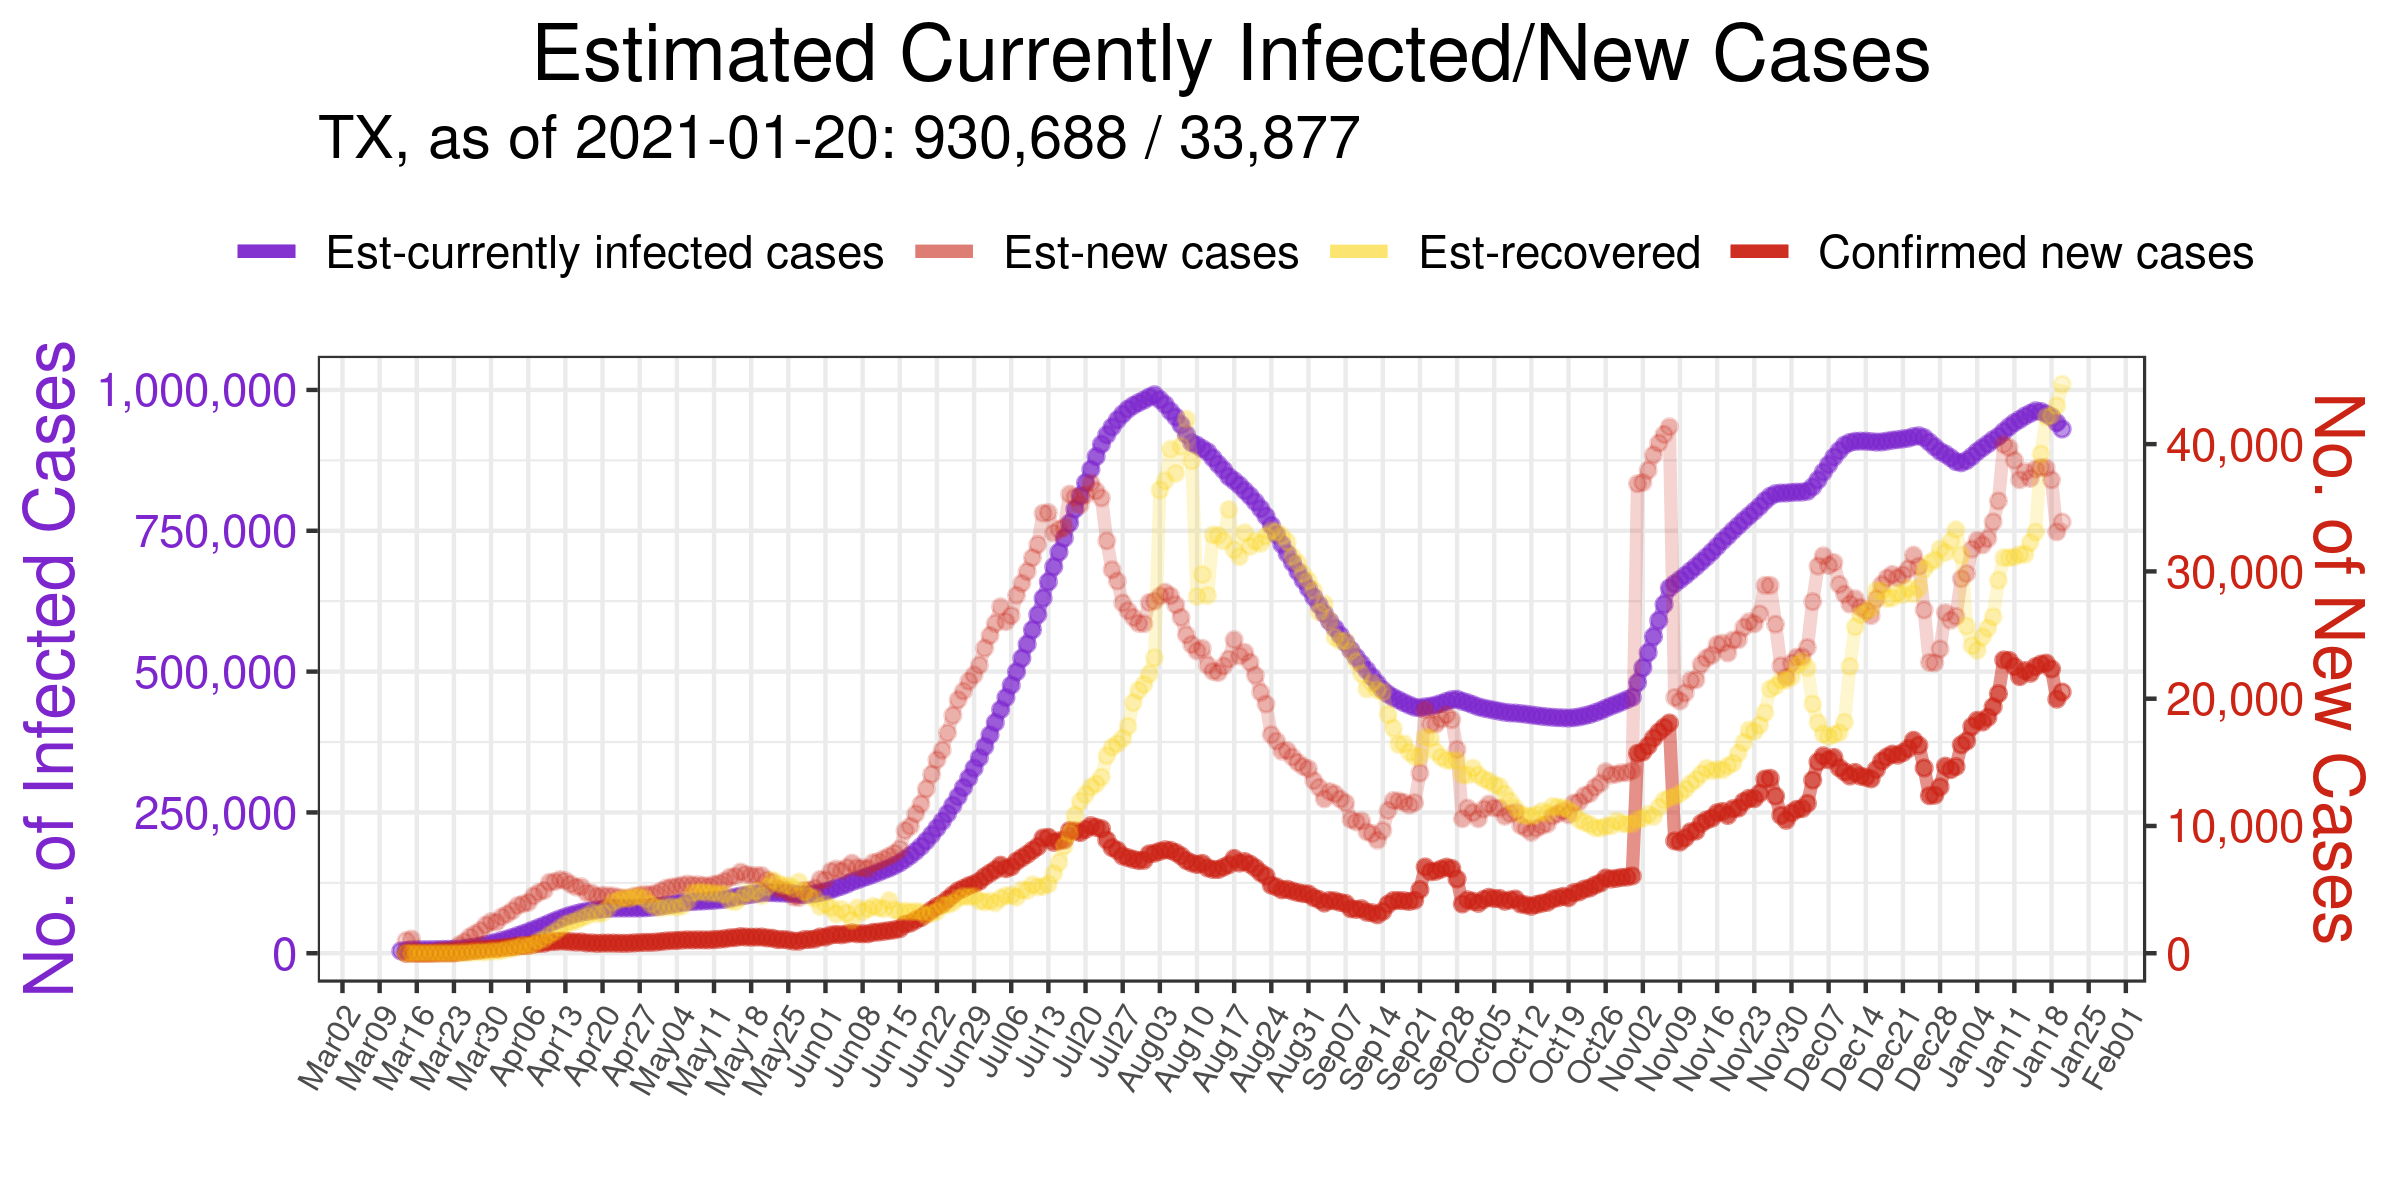 Estimated Currently Infected/New Cases
TX, as of 2021-01-20: 930,688 / 33,877
Est-currently infected cases
Est-new cases
Est-recovered
Confirmed new cases
No. of Infected Cases
1,000,000
750,000
500,000
250,000
0
40,000
30,000
20,000
10,000
0
No. of New Cases
Mar02
Mar09
Mar16
Mar23
Mar30
Apr06
Apr13
Apr20
Apr27
May04
May11
May18
May25
Jun01
Jun08
Jun15
Jun22
Jun29
Jul06
Jul13
Jul20
Jul27
Aug03
Aug10
Aug17
Aug24
Aug31
Sep07
Sep14
Sep21
Sep28
Oct05
Oct12
Oct19
Oct26
Nov02
Nov09
Nov16
Nov23
Nov30
Dec07
Dec14
Dec21
Dec28
Jan04
Jan11
Jan18
Jan25
Feb01